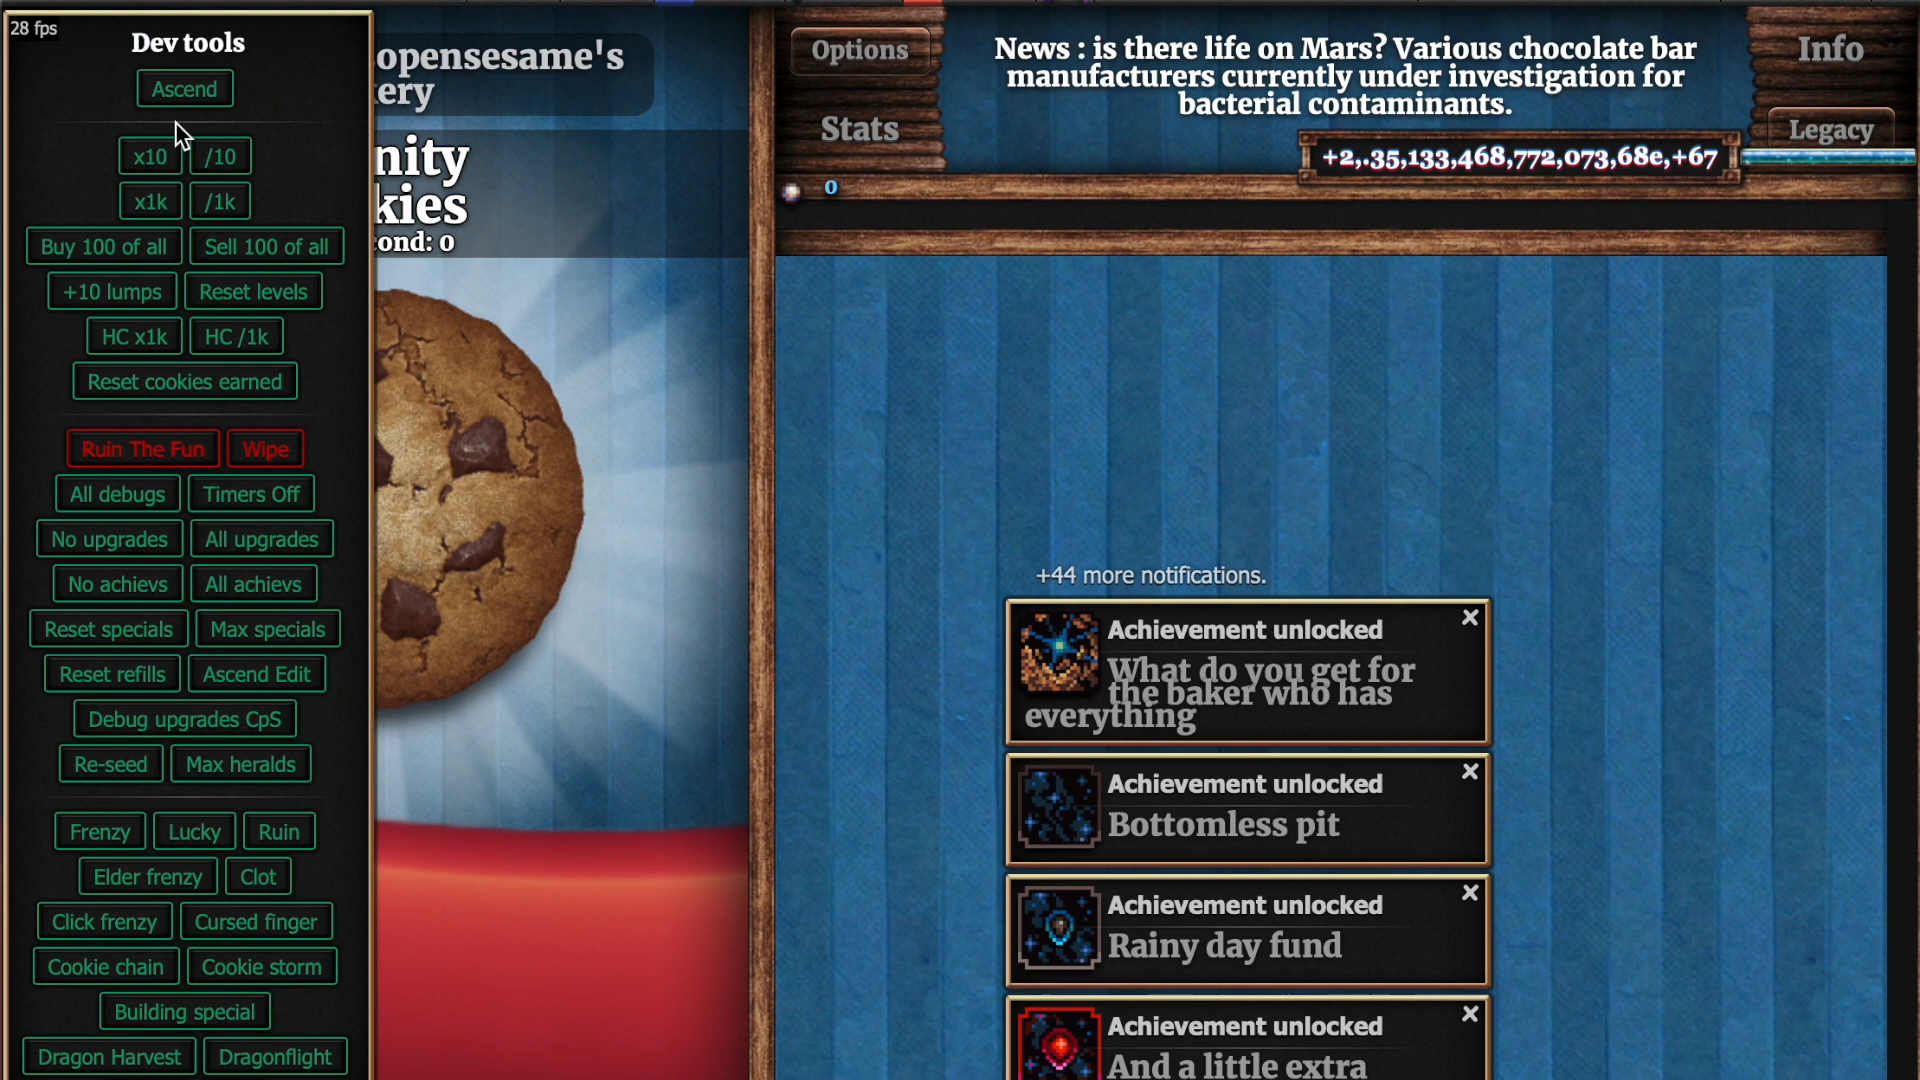 28 fps
Dev tools
Ascend
x10 /10
x1k /1k
Buy 100 of all Sell 100 of all
+10 lumps Reset levels
HC x1k HC /1k
Reset cookies earned
Ruin The Fun Wipe
All debugs Timers Off
No upgrades All upgrades
No achievs All achievs
Reset specials Max specials
Reset refills Ascend Edit
Debug upgrades CpS
Re-seed Max heralds
Frenzy Lucky Ruin
Elder frenzy Clot
Click frenzy Cursed finger
Cookie chain Cookie storm
Building special
Dragon Harvest Dragonflight
opensesame's
ery
nity
kies
ond: 0
Options
Stats
News : is there life on Mars? Various chocolate bar
manufacturers currently under investigation for
bacterial contaminants.
Info
Legacy
+2,.35,133,468,772,073,68e,+67
0
+44 more notifications.
Achievement unlocked
What do you get for
the baker who has
everything
Achievement unlocked
Bottomless pit
Achievement unlocked
Rainy day fund
Achievement unlocked
And a little extra